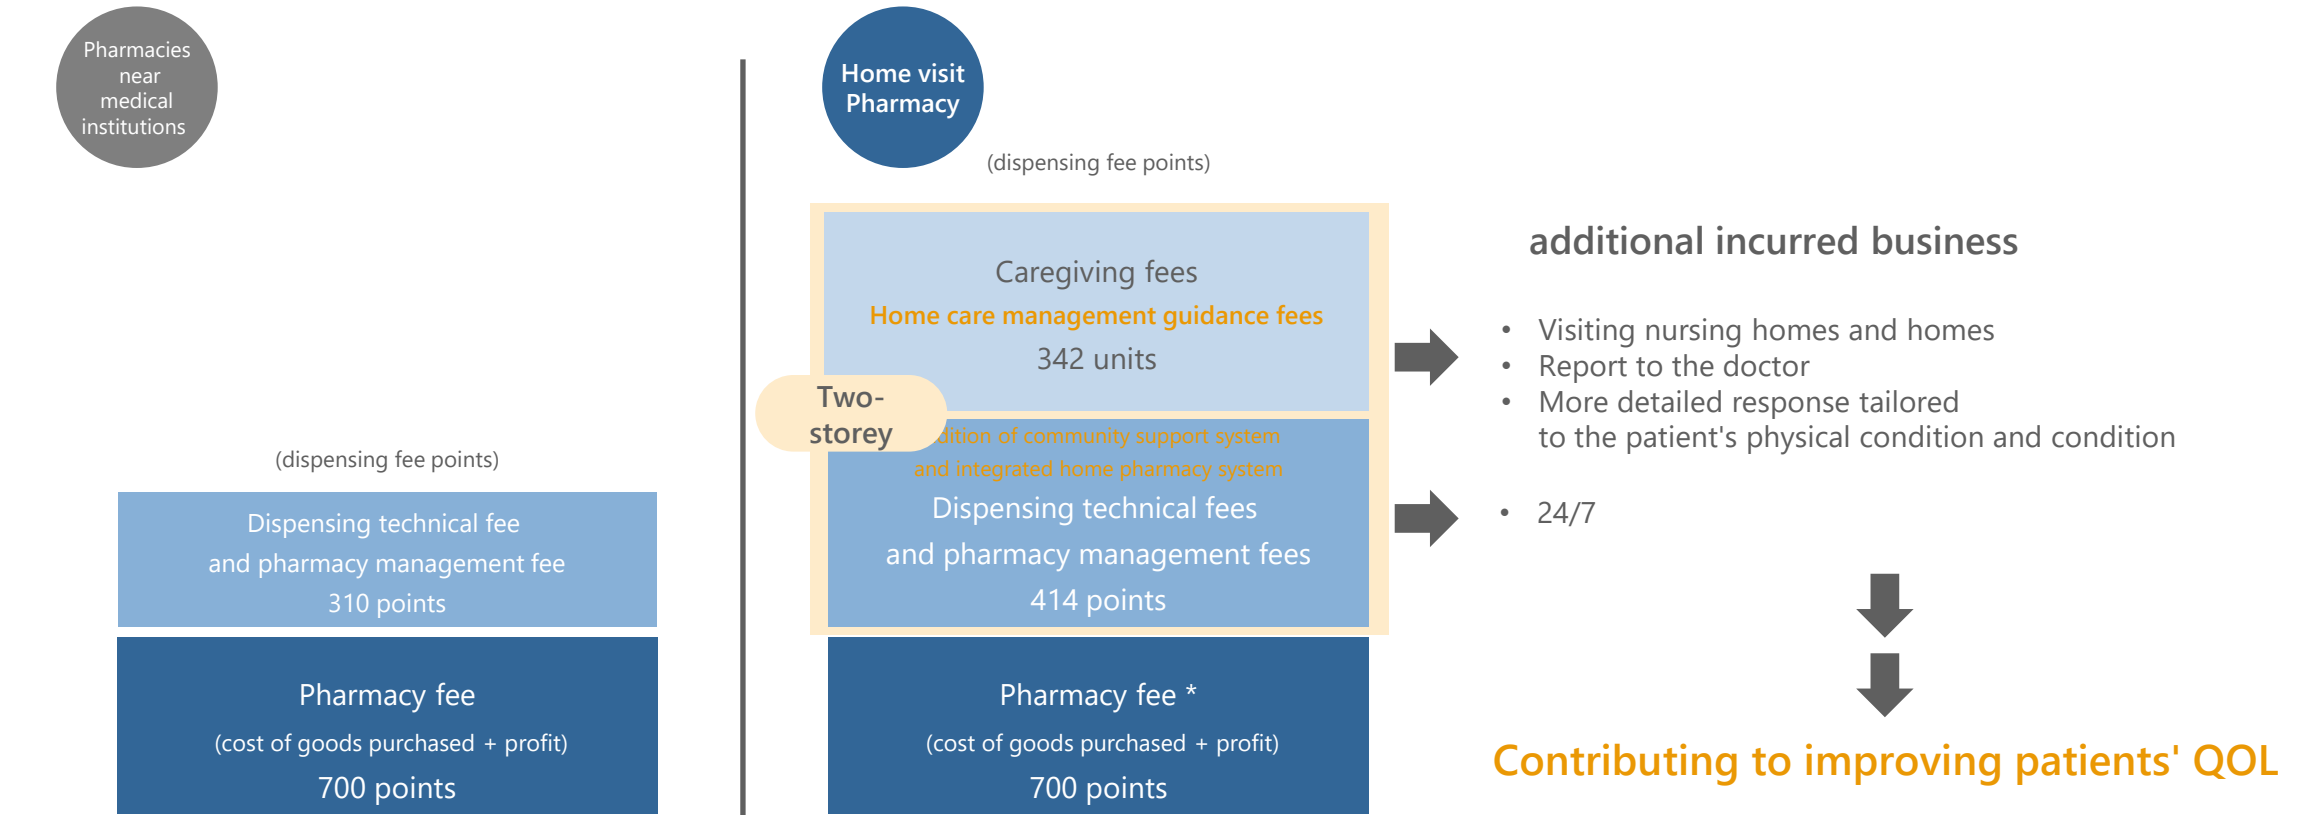 Pharmacies
near
medical
institutions
(dispensing fee points)
Dispensing technical fee
and pharmacy management fee
310 points
Pharmacy fee
(cost of goods purchased + profit)
700 points
Home visit
Pharmacy
(dispensing fee points)
Caregiving fees
Home care management guidance fees
342 units
Two-
storey
of community support system
and integrated home pharmacy system
Dispensing technical fees
and pharmacy management fees
414 points
Pharmacy fee *
(cost of goods purchased + profit)
700 points
additional incurred business
• Visiting nursing homes and homes
• Report to the doctor
• More detailed response tailored
to the patient's physical condition and condition
• 24/7
Contributing to improving patients' QOL